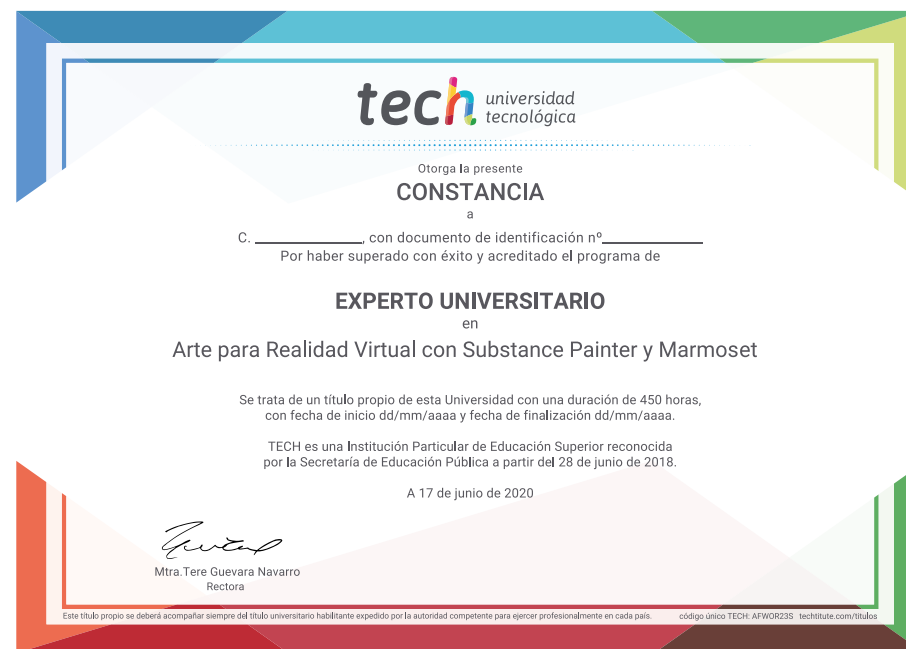 tech universidad
tecnológica
Otorga la presente
CONSTANCIA
a
C. ____________, con documento de identificación nº____________
Por haber superado con éxito y acreditado el programa de
EXPERTO UNIVERSITARIO
en
Arte para Realidad Virtual con Substance Painter y Marmoset
Se trata de un título propio de esta Universidad con una duración de 450 horas,
con fecha de inicio dd/mm/aaaa y fecha de finalización dd/mm/aaaa.
TECH es una Institución Particular de Educación Superior reconocida
por la Secretaría de Educación Pública a partir del 28 de junio de 2018.
A 17 de junio de 2020
Mtra.Tere Guevara Navarro
Rectora
Este título propio se deberá acompañar siempre del título universitario habilitante expedido por la autoridad competente para ejercer profesionalmente en cada país. código único TECH: AFWOR23S techtitute.com/titulos